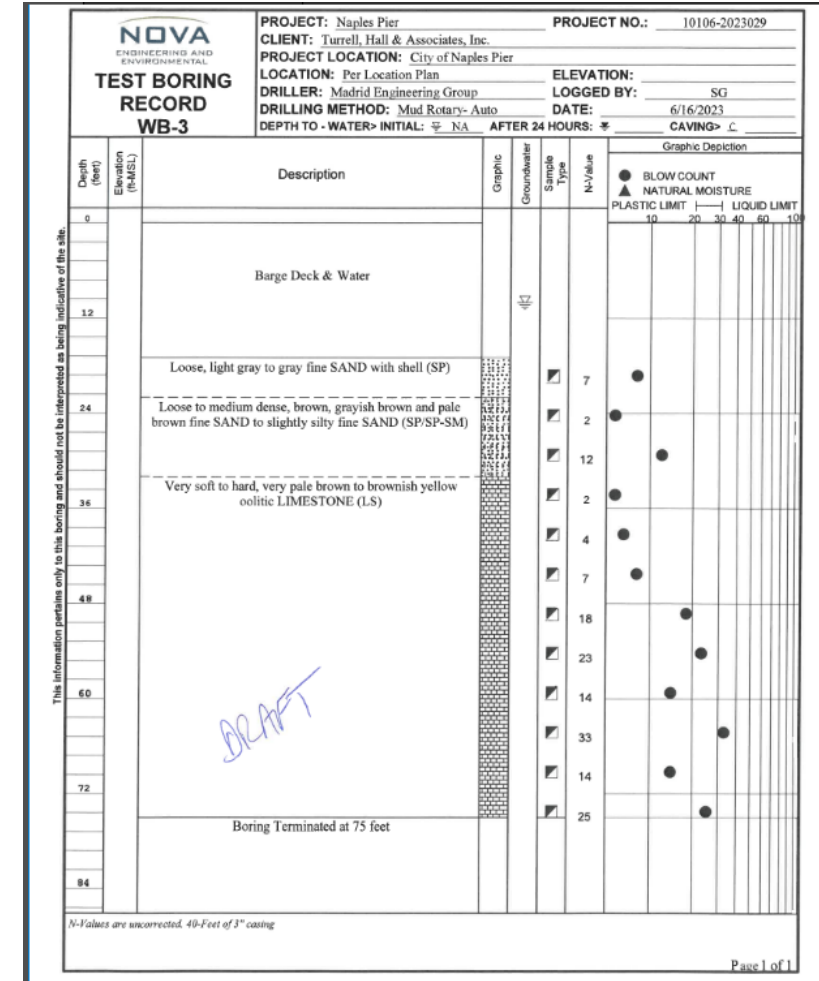 NOVA
ENGINEERING AND
ENVIRONMENTAL
TEST BORING
RECORD
WB-3
PROJECT: Naples Pier PROJECT NO.: 10106-2023029
CLIENT: Turrell, Hall & Associates, Inc.
PROJECT LOCATION: City of Naples Pier
LOCATION: Per Location Plan ELEVATION:
DRILLER: Madrid Engineering Group LOGGED BY: SG
DRILLING METHOD: Mud Rotary- Auto DATE: 6/16/2023
DEPTH TO - WATER> INITIAL: NA AFTER 24 HOURS: CAVING>
Depth
(feet)
Elevation
(ft-MSL)
Description
Graphic
Groundwater
Sample
Type
N-Value
Graphic Depiction
BLOW COUNT
NATURAL MOISTURE
PLASTIC LIMIT LIQUID LIMIT
10 20 30 40 60 100
This information pertains only to this boring and should not be interpreted as being indicative of the site.
0
Barge Deck & Water
12
Loose, light gray to gray fine SAND with shell (SP)
7
24
Loose to medium dense, brown, grayish brown and pale
brown fine SAND to slightly silty fine SAND (SP/SP-SM)
2
12
Very soft to hard, very pale brown to brownish yellow
oolitic LIMESTONE (LS)
2
36
4
7
48
18
23
60
14
DRAFT
33
14
72
25
Boring Terminated at 75 feet
84
N-Values are uncorrected. 40-Feet of 3" casing
Page 1 of 1